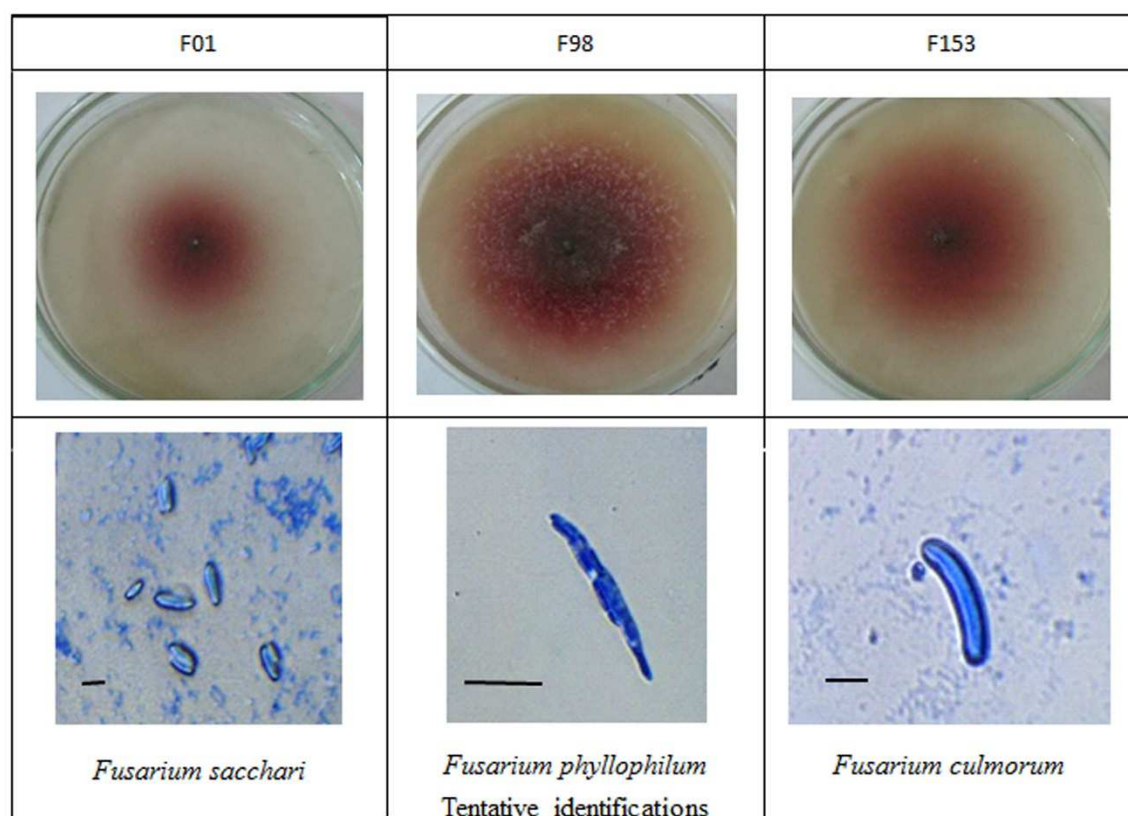 F01
F98
F153
Fusarium sacchari
Fusarium phyllophilum
Fusarium culmorum
Tentative identifications